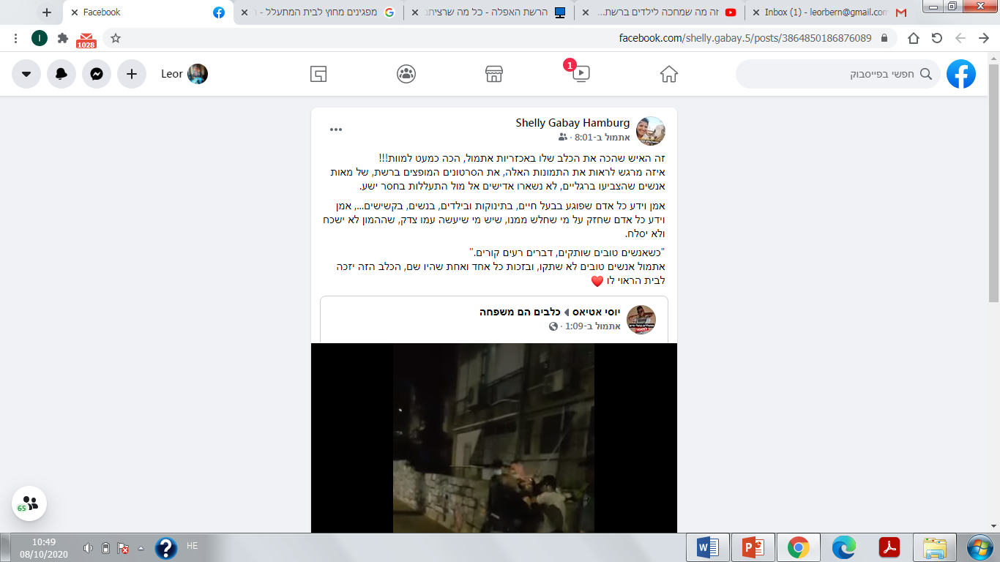 Facebook
מפגינים מחוץ לבית המתעלל - ר
הרשת האפלה - כל מה שרציתנ
זה מה שמחכה לילדים ברשת...
Inbox (1) - leorbern@gmail.com
1028
facebook.com/shelly.gabay.5/posts/3864850186876089
Leor
1
חפשי בפייסבוק
Shelly Gabay Hamburg
אתמול ב-8:01 ·
זה האיש שהכה את הכלב שלו באכזריות אתמול, הכה כמעט למוות!!!
איזה מרגש לראות את התמונות האלה, את הסרטונים המופצים ברשת, של מאות
אנשים שהצביעו ברגליים, לא נשארו אדישים אל מול התעללות בחסר ישע.
אמן וידע כל אדם שפוגע בבעל חיים, בתינוקות ובילדים, בנשים, בקשישים..., אמן
וידע כל אדם שחזק על מי שחלש ממנו, שיש מי שיעשה עמו צדק, שההמון לא ישכח
ולא יסלח.
"כשאנשים טובים שותקים, דברים רעים קורים."
אתמול אנשים טובים לא שתקו, ובזכות כל אחד ואחת שהיו שם, הכלב הזה יזכה
לבית הראוי לו ❤️
יוסי אטיאס ◀ כלבים הם משפחה
אתמול ב-1:09 ·
65
10:49
08/10/2020
HE